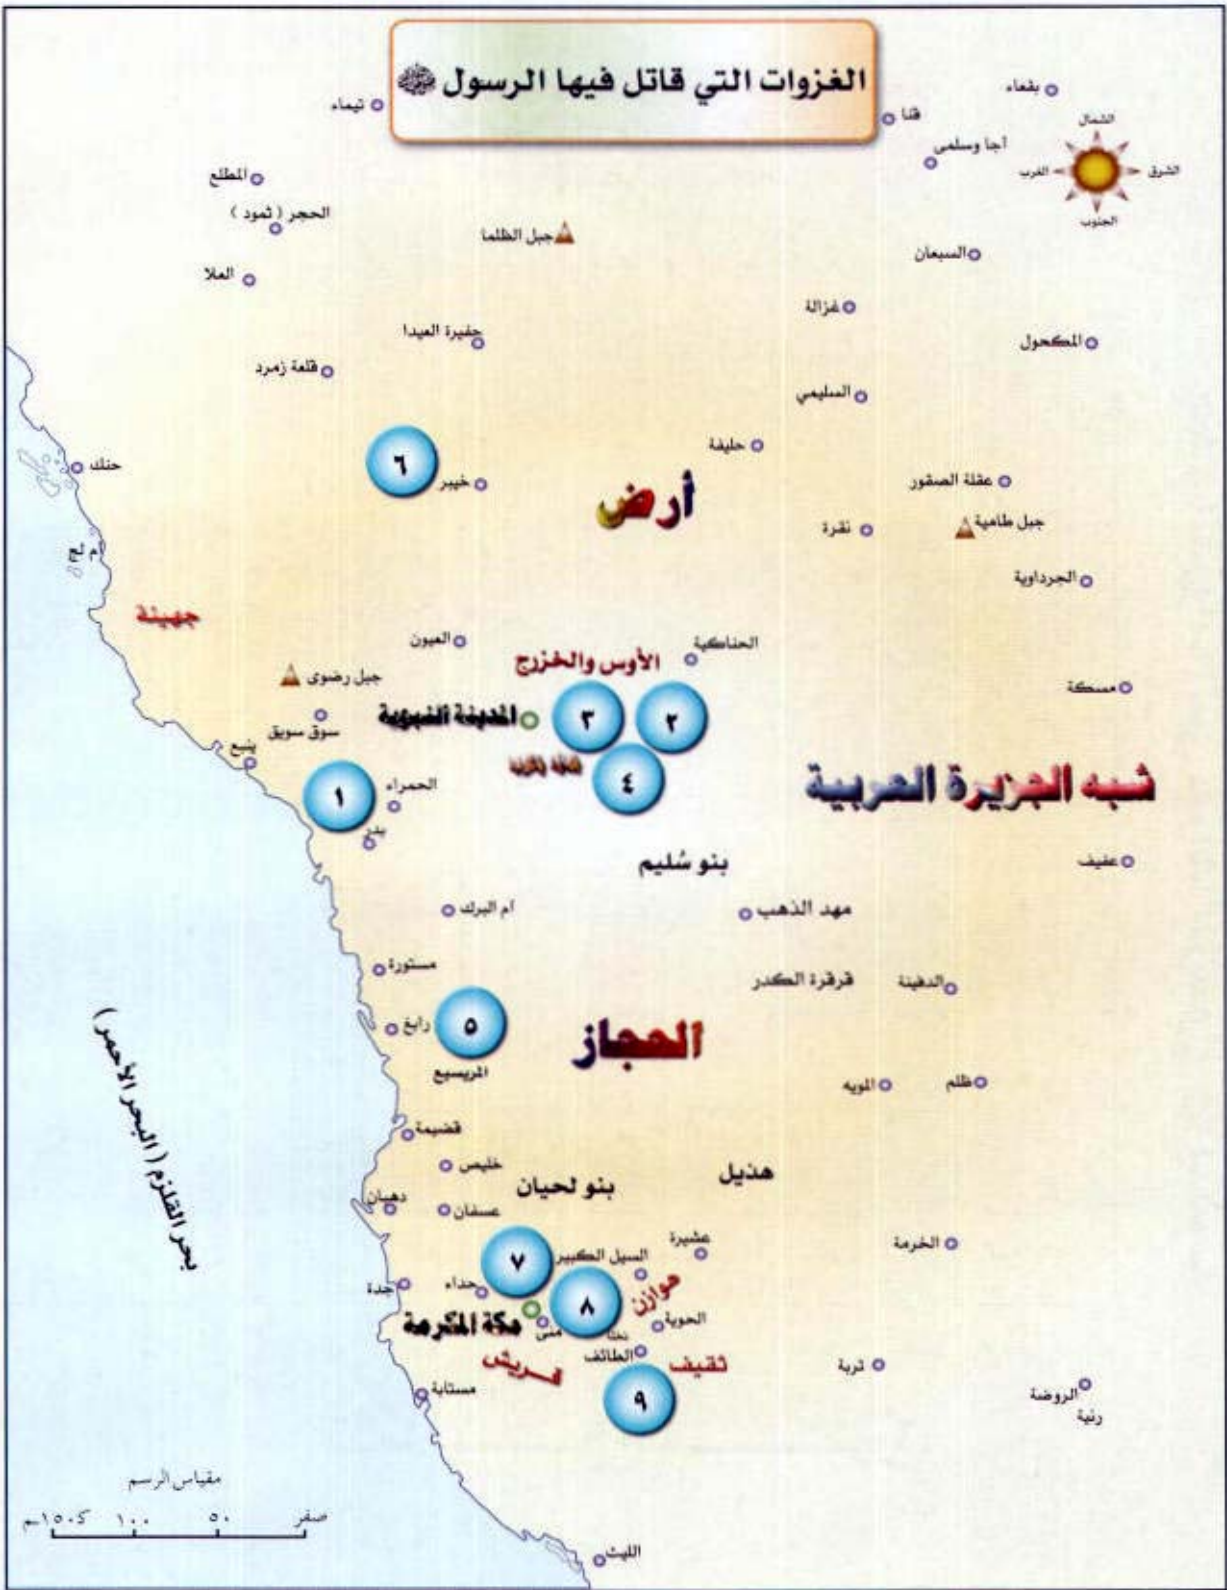 الغزوات التي قاتل فيها الرسول ﷺ
بقعاء
تيماء
قنا
الشمال
أجا وسلمى
الغرب
الشرق
الجنوب
المطلع
الحجر ( ثمود )
جبل الظلما
السبعان
العلا
غزالة
حفيرة العيدا
المكحول
قلعة زمرد
السليمي
حليفة
٦
حنك
خيبر
عقلة الصقور
أرض
جبل طامية
نقرة
أم لج
الجرداوية
جهينة
العيون
الحناكية
الأوس والخزرج
جبل رضوى
مسكة
المدينة النبوية
٣
٢
سوق سويق
ينبع
٤
شبه الجزيرة العربية
١
الحمراء
بدر
بنو سُليم
عفيف
أم البرك
مهد الذهب
مستورة
قرقرة الكدر
الدفينة
رابغ
٥
الحجاز
المريسيع
المويه
ظلم
بحر القلزم ( البحر الأحمر )
قضيمة
خليص
هذيل
بنو لحيان
دهبان
عسفان
عشيرة
الخرمة
٧
السيل الكبير
هوازن
جدة
حداء
٨
مكة المكرمة
منى
الحوية
الطائف
ثقيف
قريش
تربة
٩
مستابة
الروضة
رنية
مقياس الرسم
صفر
٥٠
١٠٠
١٥٠كم
الليث